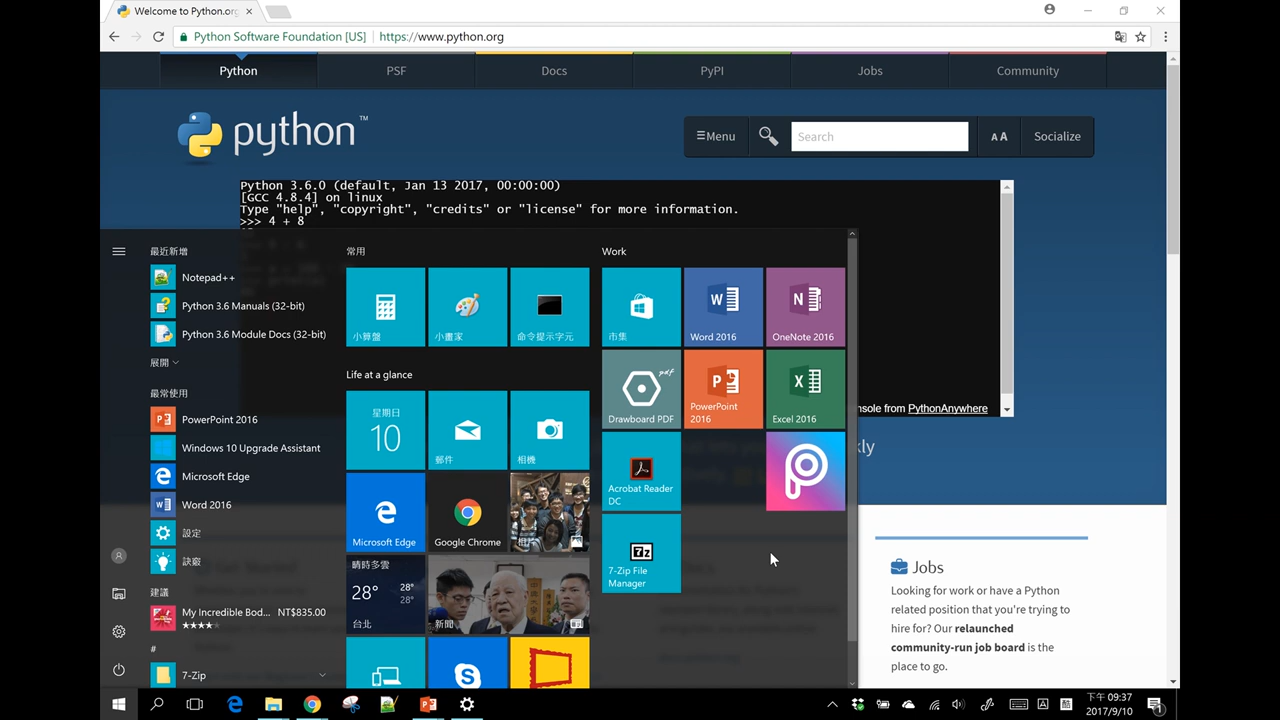 Welcome to Python.org
Python Software Foundation [US]
https://www.python.org
Python
PSF
Docs
PyPI
Jobs
Community
python™
Menu
Search
AA
Socialize
Python 3.6.0 (default, Jan 13 2017, 00:00:00)
[GCC 4.8.4] on linux
Type "help", "copyright", "credits" or "license" for more information.
>>> 4 + 8
最近新增
Notepad++
Python 3.6 Manuals (32-bit)
Python 3.6 Module Docs (32-bit)
展開
最常使用
PowerPoint 2016
Windows 10 Upgrade Assistant
Microsoft Edge
Word 2016
設定
訣竅
建議
My Incredible Bod... NT$835.00
#
7-Zip
常用
小算盤
小畫家
命令提示字元
Life at a glance
星期日
10
郵件
相機
Microsoft Edge
Google Chrome
晴時多雲
28°
28°
28°
台北
新聞
Work
市集
Word 2016
OneNote 2016
Drawboard PDF
PowerPoint 2016
Excel 2016
Acrobat Reader DC
7-Zip File Manager
nsole from PythonAnywhere
kly
Jobs
Looking for work or have a Python
related position that you're trying to
hire for? Our relaunched
community-run job board is the
place to go.
下午 09:37
2017/9/10